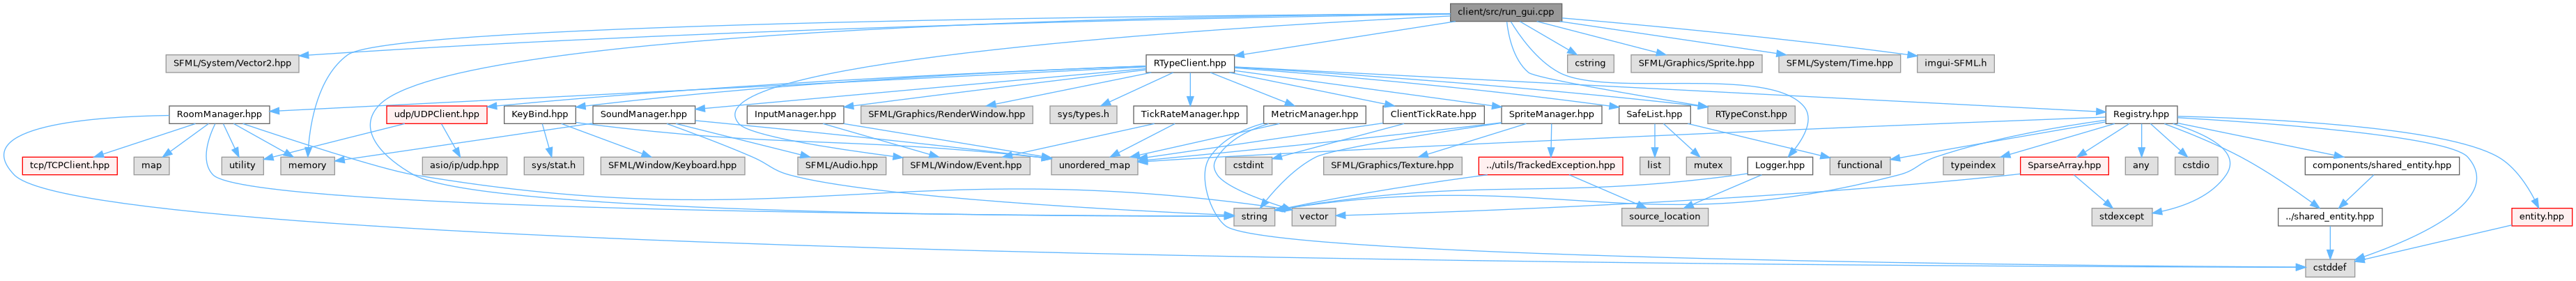 client/src/run_gui.cpp
SFML/System/Vector2.hpp
RTypeClient.hpp
cstring
SFML/Graphics/Sprite.hpp
SFML/System/Time.hpp
imgui-SFML.h
RoomManager.hpp
udp/UDPClient.hpp
KeyBind.hpp
SoundManager.hpp
InputManager.hpp
SFML/Graphics/RenderWindow.hpp
sys/types.h
TickRateManager.hpp
MetricManager.hpp
ClientTickRate.hpp
SpriteManager.hpp
SafeList.hpp
RTypeConst.hpp
Registry.hpp
tcp/TCPClient.hpp
map
utility
memory
asio/ip/udp.hpp
sys/stat.h
SFML/Window/Keyboard.hpp
SFML/Audio.hpp
SFML/Window/Event.hpp
unordered_map
cstdint
SFML/Graphics/Texture.hpp
../utils/TrackedException.hpp
list
mutex
Logger.hpp
functional
typeindex
SparseArray.hpp
any
cstdio
components/shared_entity.hpp
string
vector
source_location
stdexcept
../shared_entity.hpp
entity.hpp
cstddef